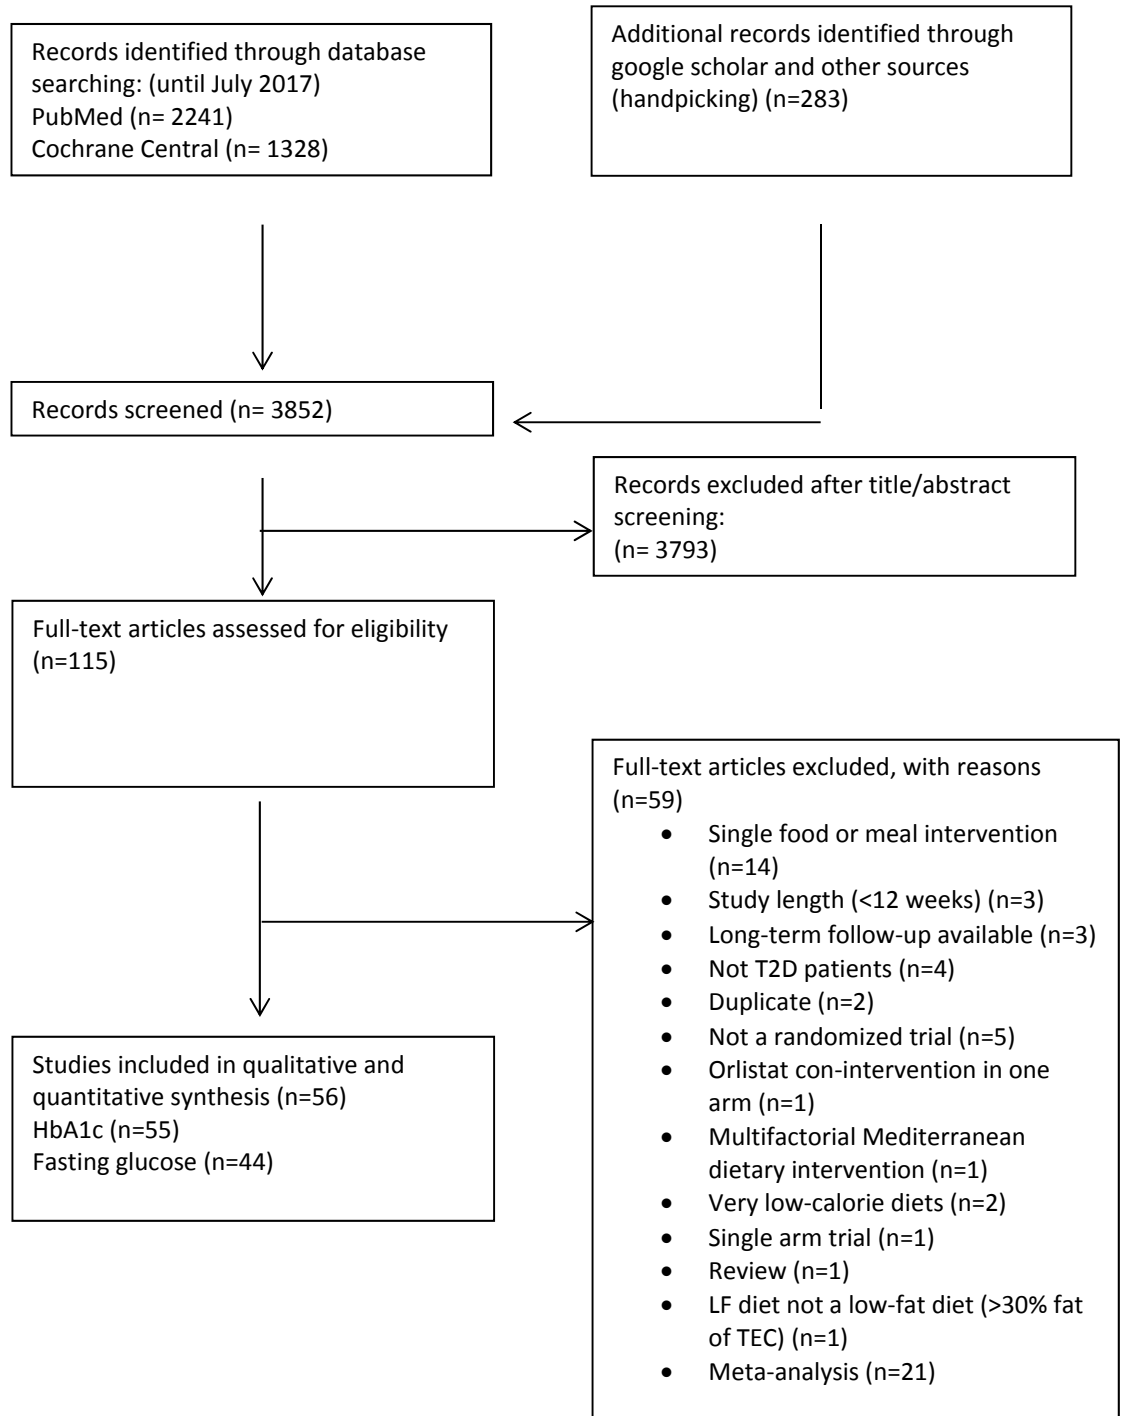 Records identified through database
searching: (until July 2017)
PubMed (n= 2241)
Cochrane Central (n= 1328)
Additional records identified through
google scholar and other sources
(handpicking) (n=283)
Records screened (n= 3852)
Records excluded after title/abstract
screening:
(n= 3793)
Full-text articles assessed for eligibility
(n=115)
Full-text articles excluded, with reasons
(n=59)
• Single food or meal intervention
(n=14)
• Study length (<12 weeks) (n=3)
• Long-term follow-up available (n=3)
• Not T2D patients (n=4)
• Duplicate (n=2)
• Not a randomized trial (n=5)
• Orlistat con-intervention in one
arm (n=1)
• Multifactorial Mediterranean
dietary intervention (n=1)
• Very low-calorie diets (n=2)
• Single arm trial (n=1)
• Review (n=1)
• LF diet not a low-fat diet (>30% fat
of TEC) (n=1)
• Meta-analysis (n=21)
Studies included in qualitative and
quantitative synthesis (n=56)
HbA1c (n=55)
Fasting glucose (n=44)